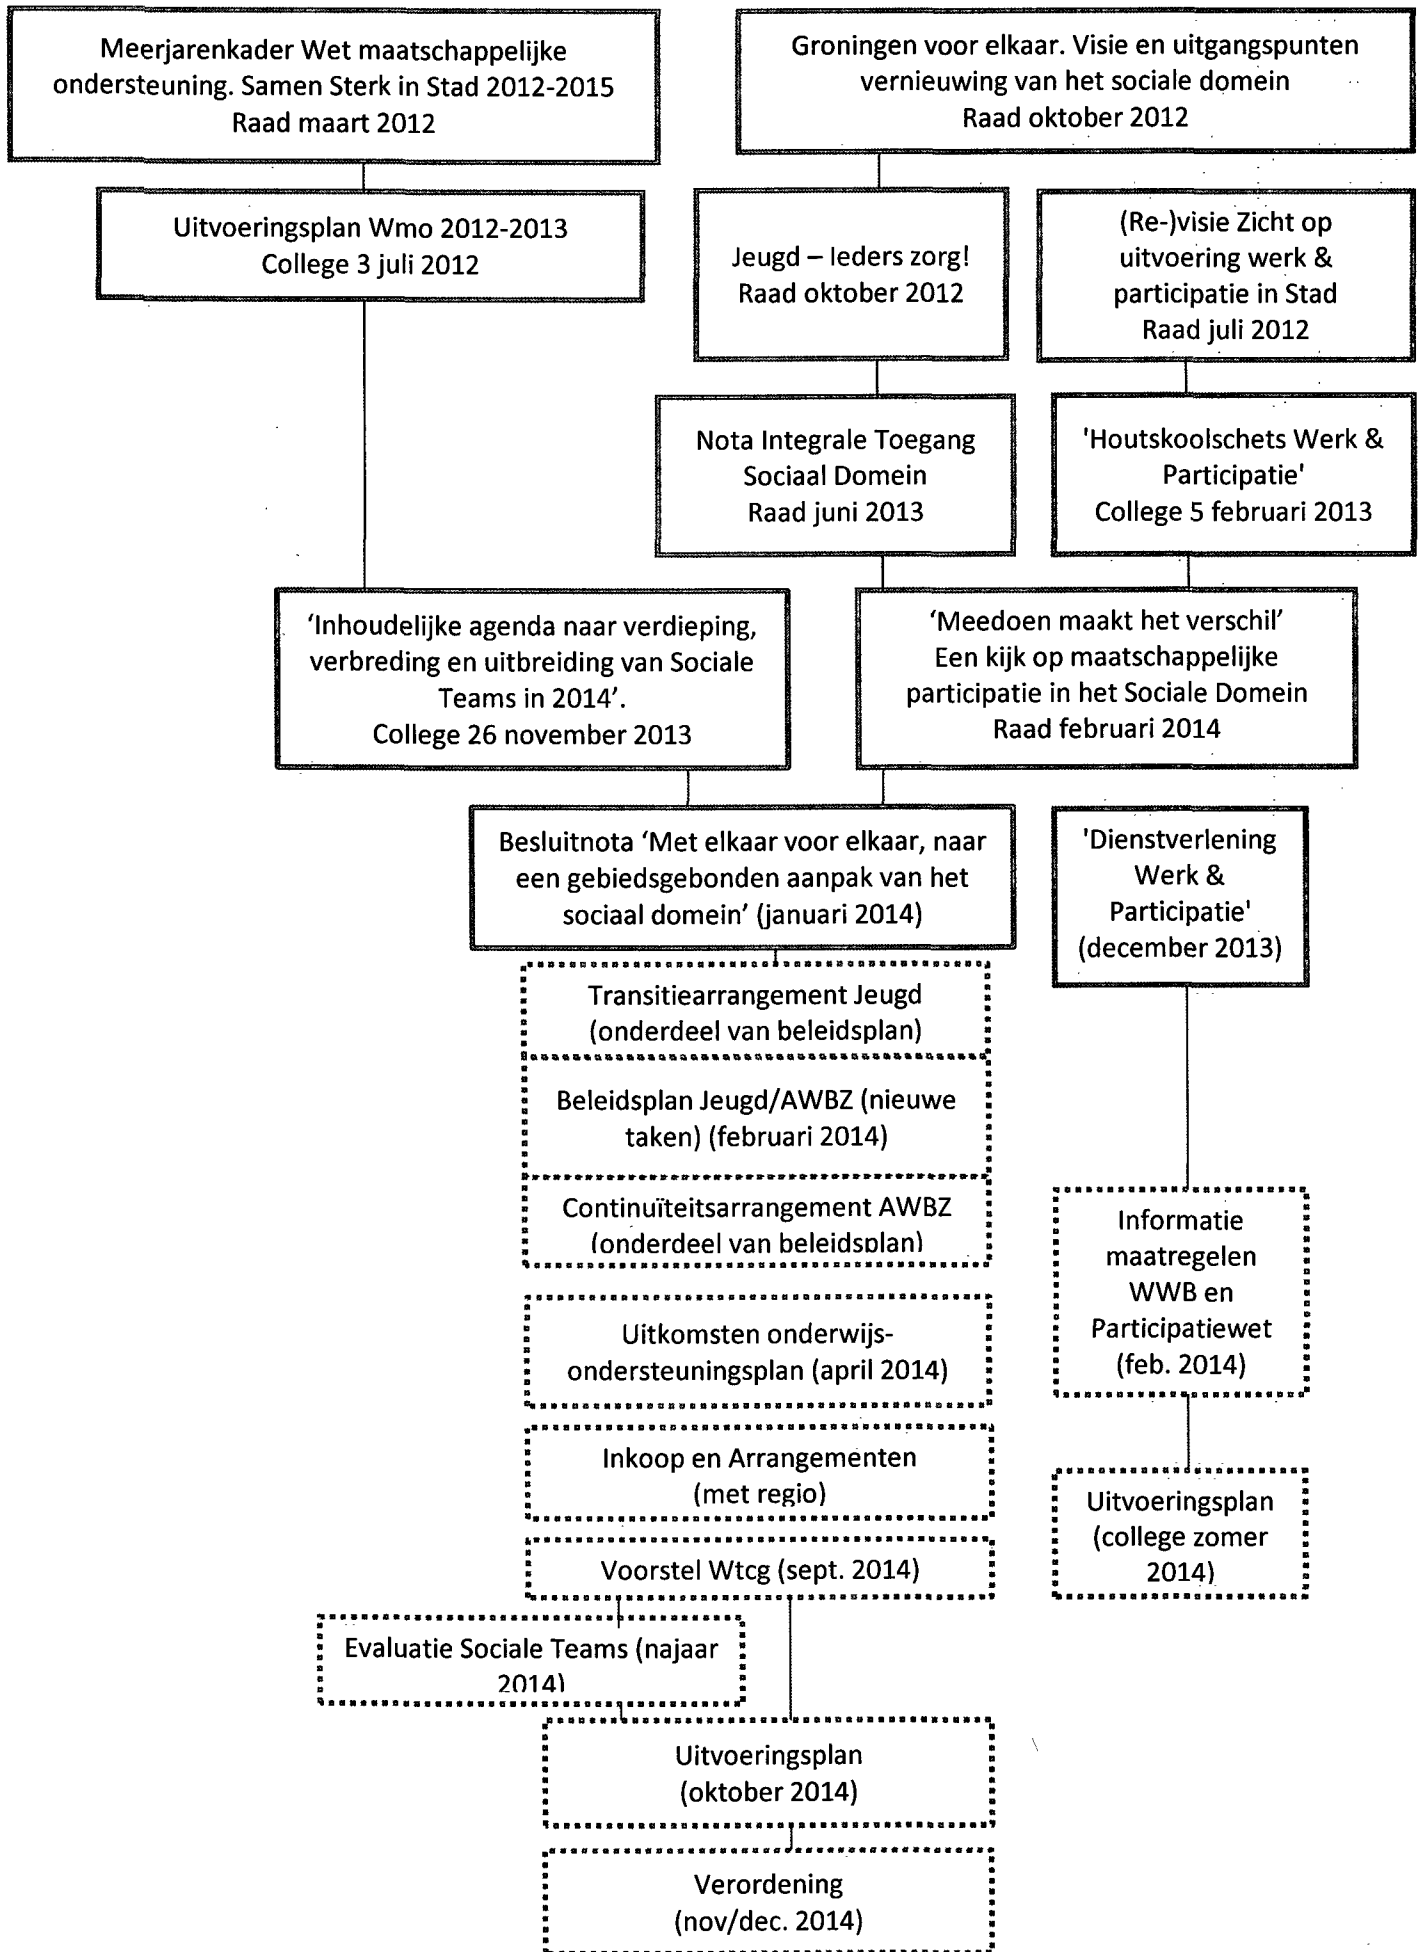 Meerjarenkader Wet maatschappelijke
ondersteuning. Samen Sterk in Stad 2012-2015
Raad maart 2012
Groningen voor elkaar. Visie en uitgangspunten
vernieuwing van het sociale domein
Raad oktober 2012
Uitvoeringsplan Wmo 2012-2013
College 3 juli 2012
Jeugd – Ieders zorg!
Raad oktober 2012
(Re-)visie Zicht op
uitvoering werk &
participatie in Stad
Raad juli 2012
Nota Integrale Toegang
Sociaal Domein
Raad juni 2013
'Houtskoolschets Werk &
Participatie'
College 5 februari 2013
‘Inhoudelijke agenda naar verdieping,
verbreding en uitbreiding van Sociale
Teams in 2014’.
College 26 november 2013
‘Meedoen maakt het verschil’
Een kijk op maatschappelijke
participatie in het Sociale Domein
Raad februari 2014
Besluitnota ‘Met elkaar voor elkaar, naar
een gebiedsgebonden aanpak van het
sociaal domein’ (januari 2014)
'Dienstverlening
Werk &
Participatie'
(december 2013)
Transitiearrangement Jeugd
(onderdeel van beleidsplan)
Beleidsplan Jeugd/AWBZ (nieuwe
taken) (februari 2014)
Continuïteitsarrangement AWBZ
(onderdeel van beleidsplan)
Informatie
maatregelen
WWB en
Participatiewet
(feb. 2014)
Uitkomsten onderwijs-
ondersteuningsplan (april 2014)
Inkoop en Arrangementen
(met regio)
Uitvoeringsplan
(college zomer
2014)
Voorstel Wtcg (sept. 2014)
Evaluatie Sociale Teams (najaar
2014)
Uitvoeringsplan
(oktober 2014)
Verordening
(nov/dec. 2014)